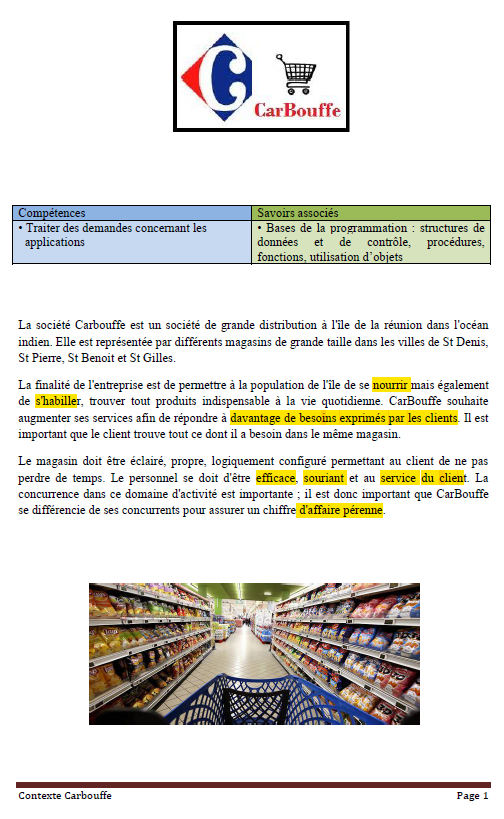 CarBouffe
Compétences
Savoirs associés
• Traiter des demandes concernant les
applications
• Bases de la programmation : structures de
données et de contrôle, procédures,
fonctions, utilisation d'objets
La société Carbouffe est un société de grande distribution à l'île de la réunion dans l'océan
indien. Elle est représentée par différents magasins de grande taille dans les villes de St Denis,
St Pierre, St Benoit et St Gilles.
La finalité de l'entreprise est de permettre à la population de l'île de se nourrir mais également
de s'habiller, trouver tout produits indispensable à la vie quotidienne. CarBouffe souhaite
augmenter ses services afin de répondre à davantage de besoins exprimés par les clients. Il est
important que le client trouve tout ce dont il a besoin dans le même magasin.
Le magasin doit être éclairé, propre, logiquement configuré permettant au client de ne pas
perdre de temps. Le personnel se doit d'être efficace, souriant et au service du client. La
concurrence dans ce domaine d'activité est importante ; il est donc important que CarBouffe
se différencie de ses concurrents pour assurer un chiffre d'affaire pérenne.
Contexte Carbouffe
Page 1